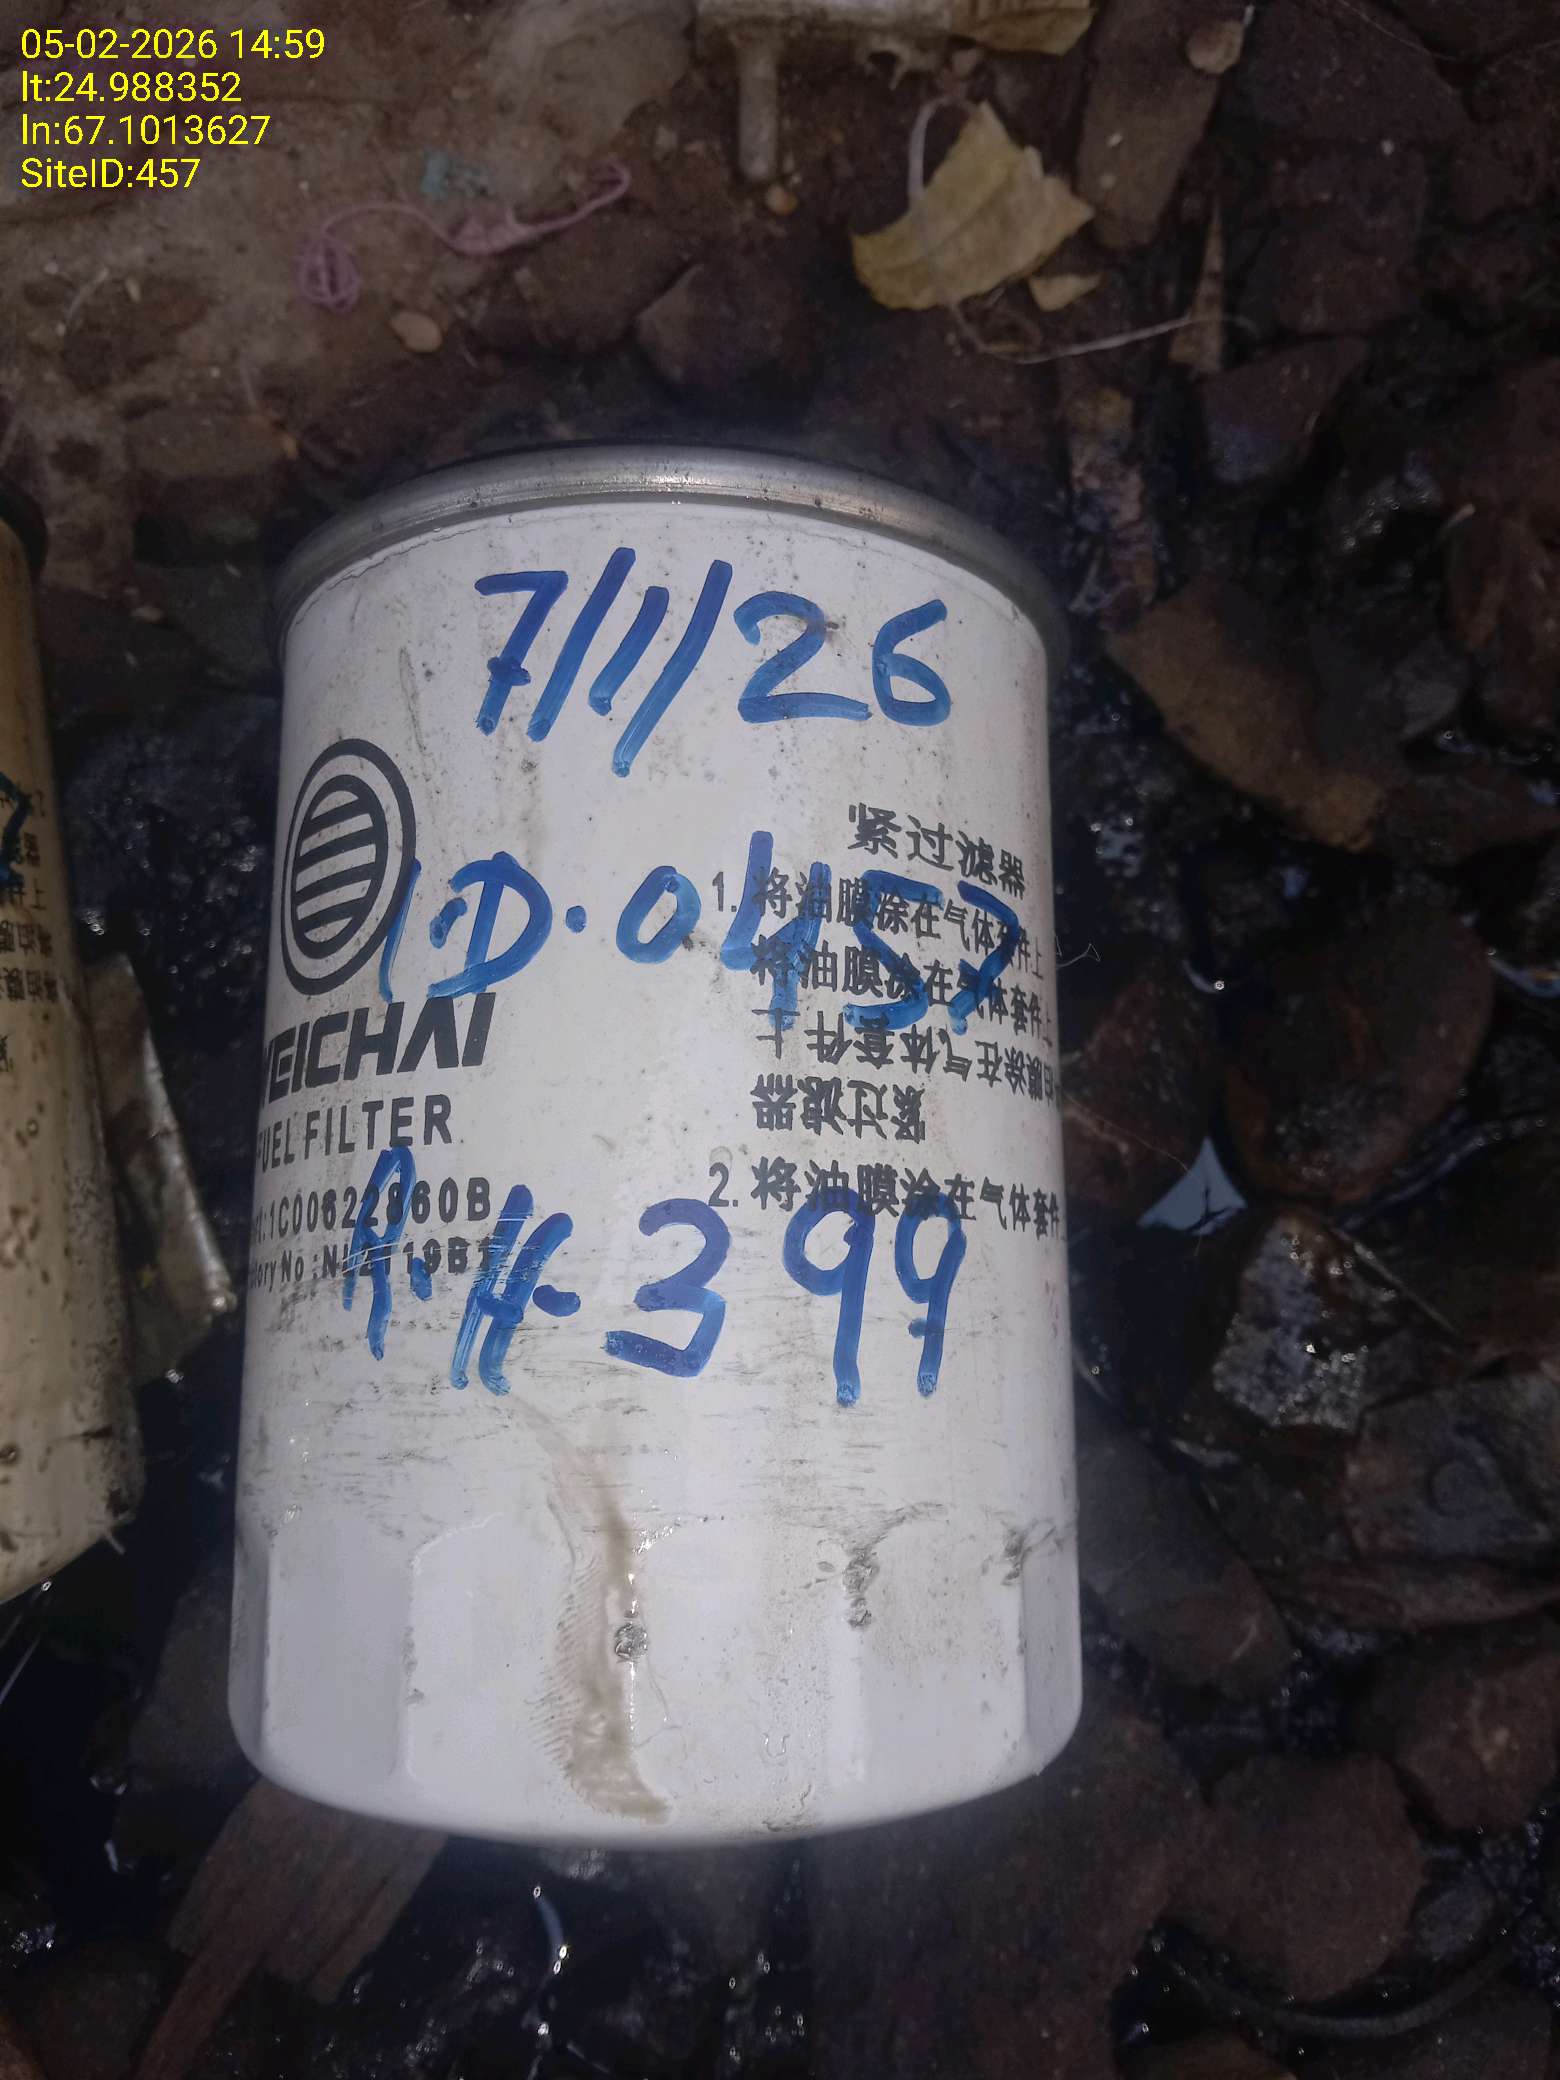 05-02-2026 14:59
lt:24.988352
ln:67.1013627
SiteID:457
7/1/26
I.D.0457
WEICHAI
FUEL FILTER
1C00622860B
R.H.399
紧过滤器
1. 将油膜涂在气体套件上
将油膜涂在气体套件上
2. 将油膜涂在气体套件